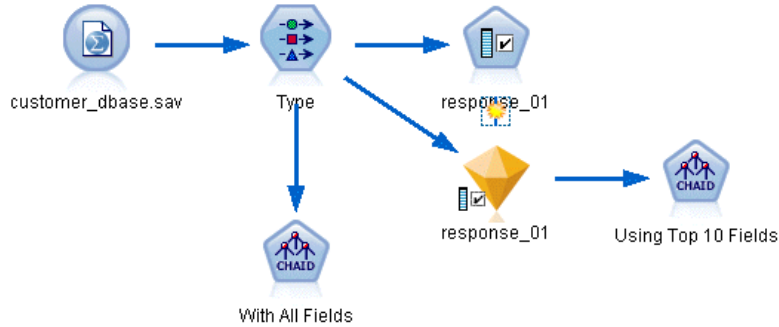 customer_dbase.sav
Type
response_01
CHAID
response_01
Using Top 10 Fields
CHAID
With All Fields